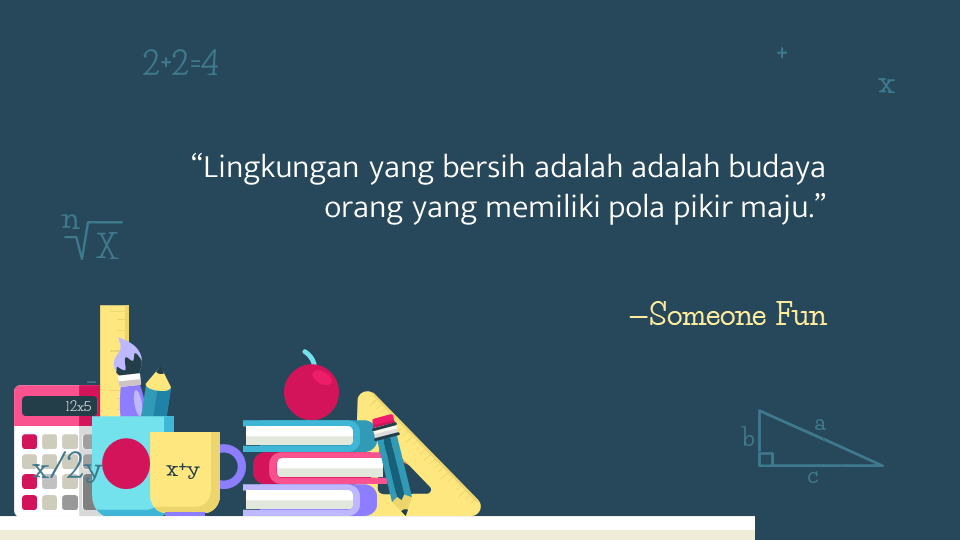 2+2=4
+
x
“Lingkungan yang bersih adalah adalah budaya
orang yang memiliki pola pikir maju.”
n√X
—Someone Fun
12x5
x/2y
x+y
a
b
c